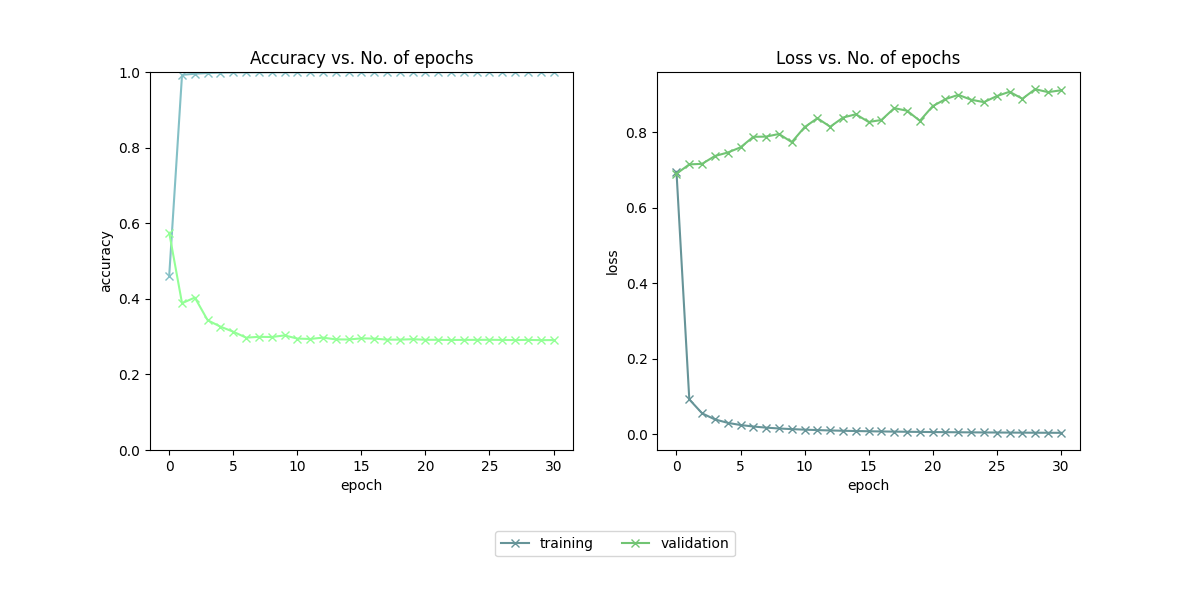 Accuracy vs. No. of epochs
1.0
0.8
0.6
0.4
0.2
0.0
accuracy
0 5 10 15 20 25 30
epoch
Loss vs. No. of epochs
0.8
0.6
0.4
0.2
0.0
loss
0 5 10 15 20 25 30
epoch
training validation